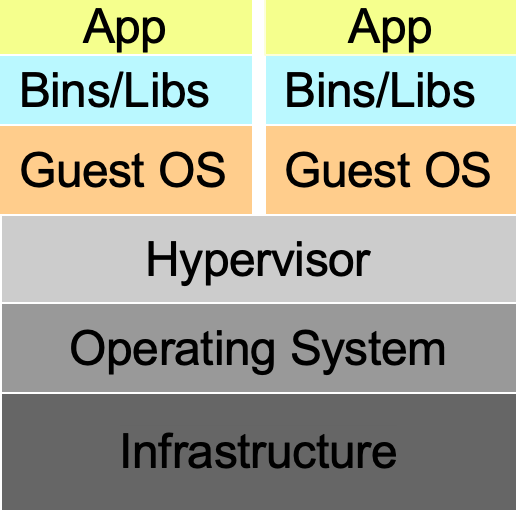 App App
Bins/Libs Bins/Libs
Guest OS Guest OS
Hypervisor
Operating System
Infrastructure